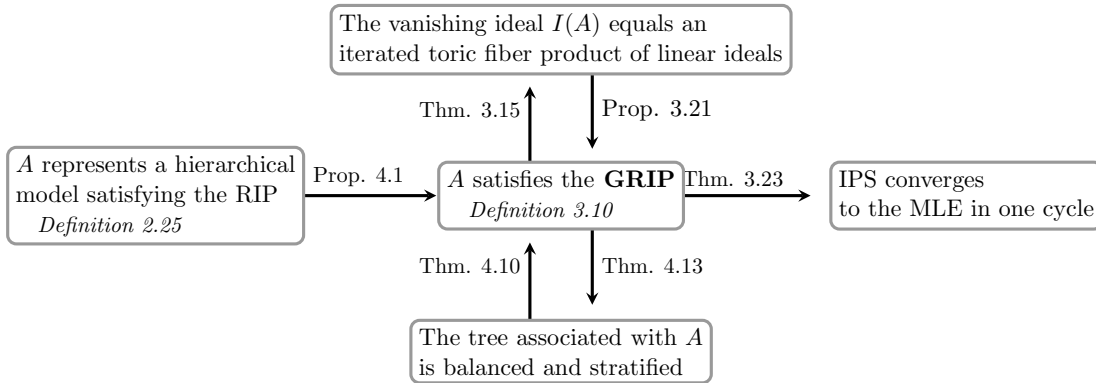 The vanishing ideal I(A) equals an
iterated toric fiber product of linear ideals
Thm. 3.15
Prop. 3.21
A represents a hierarchical
model satisfying the RIP
Definition 2.25
Prop. 4.1
A satisfies the GRIP
Definition 3.10
Thm. 3.23
IPS converges
to the MLE in one cycle
Thm. 4.10
Thm. 4.13
The tree associated with A
is balanced and stratified